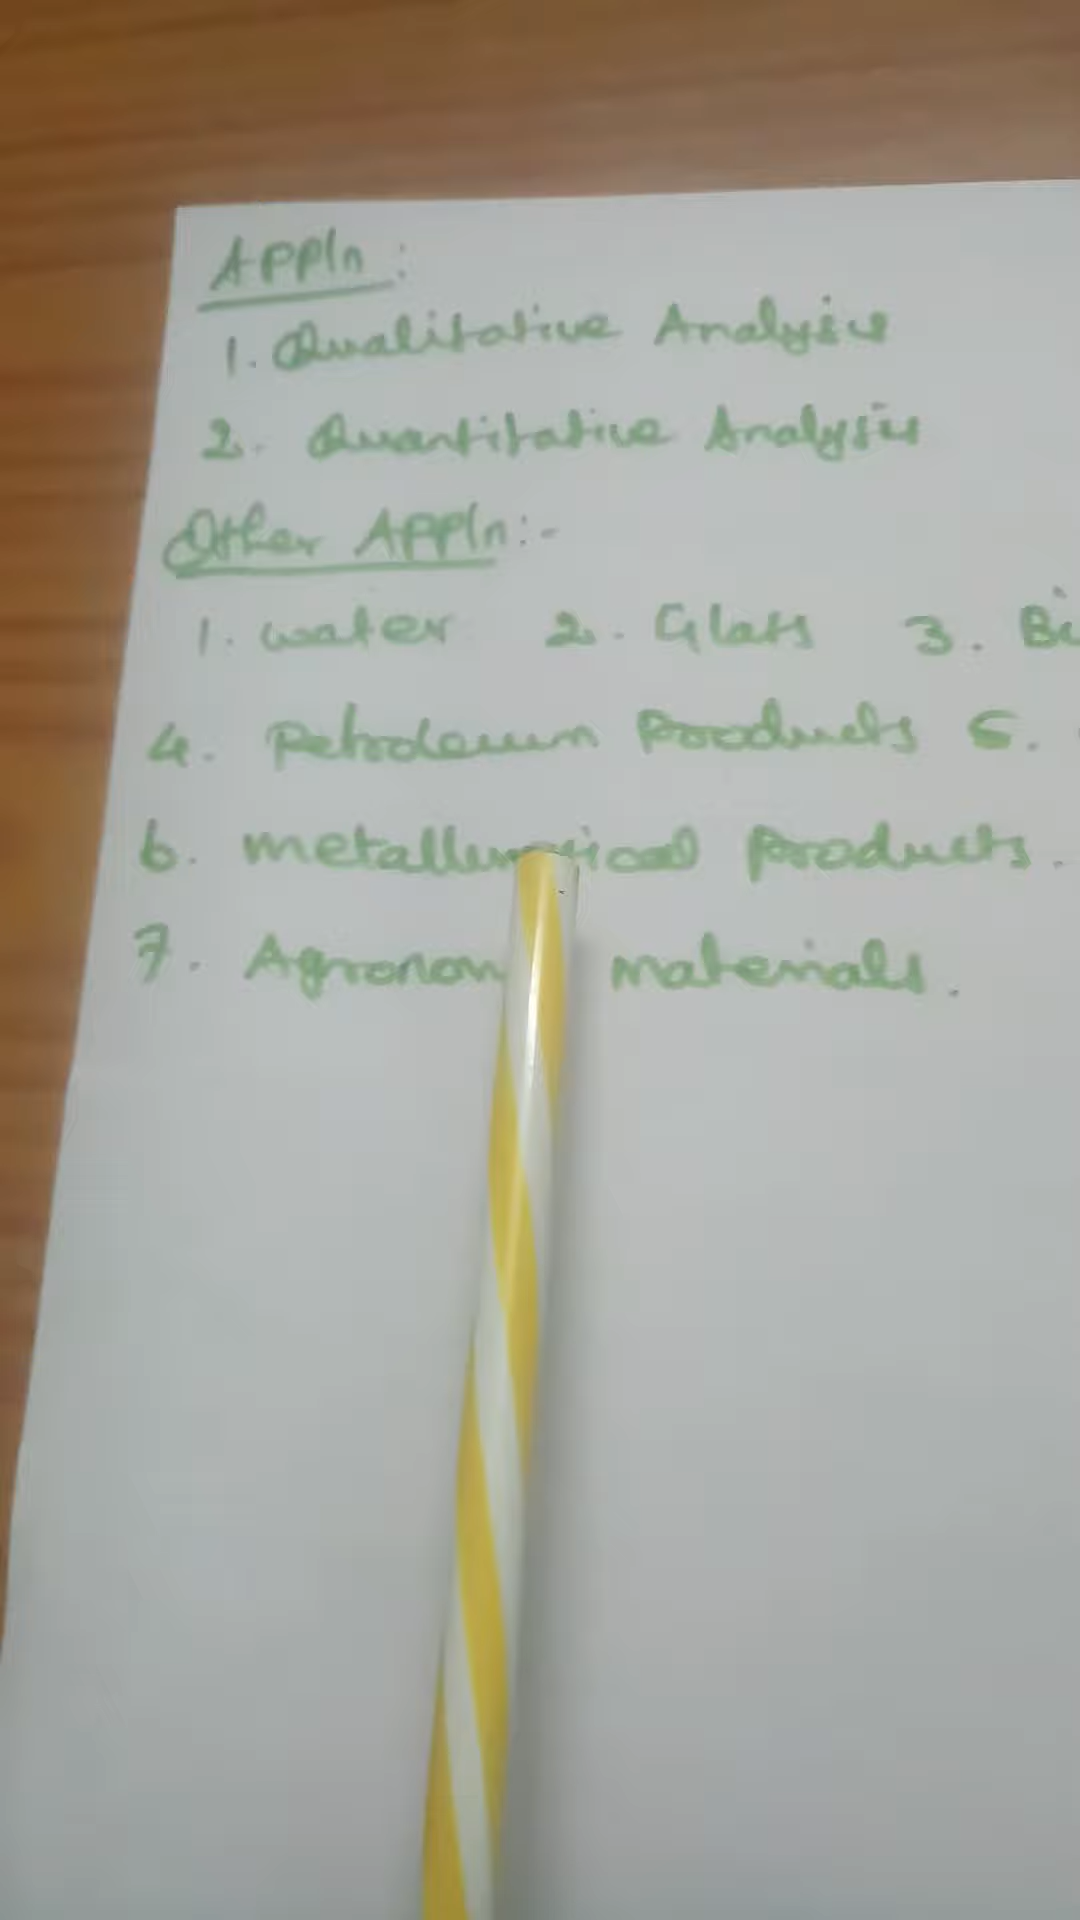 Appln:
1. Qualitative Analysis
2. Quantitative Analysis
Other Appln:-
1. water 2. Glass 3.
4. Petroleum Products 5.
6. Products.
7. materials.